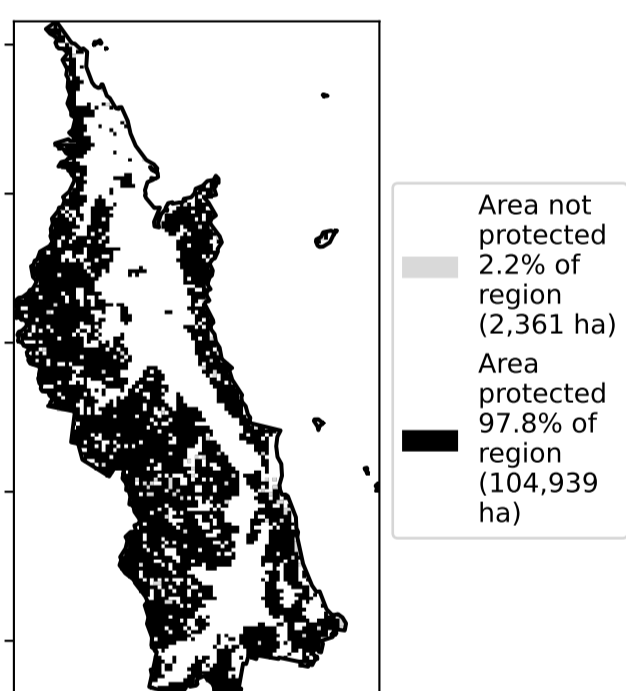 Area not
protected
2.2% of
region
(2,361 ha)
Area
protected
97.8% of
region
(104,939
ha)